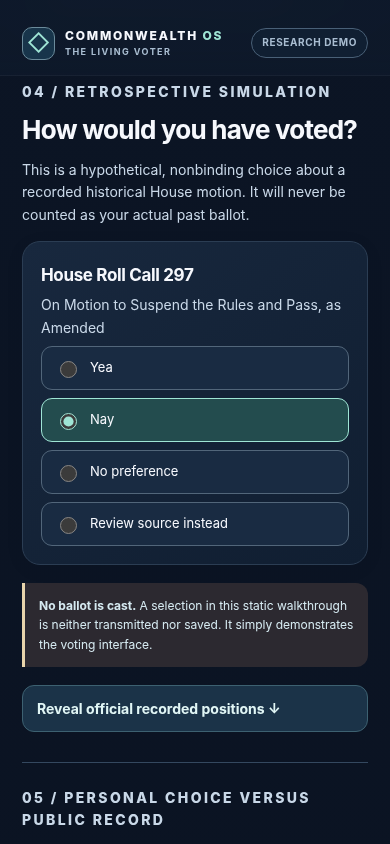 COMMONWEALTH OS
THE LIVING VOTER
RESEARCH DEMO
04 / RETROSPECTIVE SIMULATION
How would you have voted?
This is a hypothetical, nonbinding choice about a
recorded historical House motion. It will never be
counted as your actual past ballot.
House Roll Call 297
On Motion to Suspend the Rules and Pass, as
Amended
Yea
Nay
No preference
Review source instead
No ballot is cast. A selection in this static walkthrough
is neither transmitted nor saved. It simply demonstrates
the voting interface.
Reveal official recorded positions ↓
05 / PERSONAL CHOICE VERSUS
PUBLIC RECORD